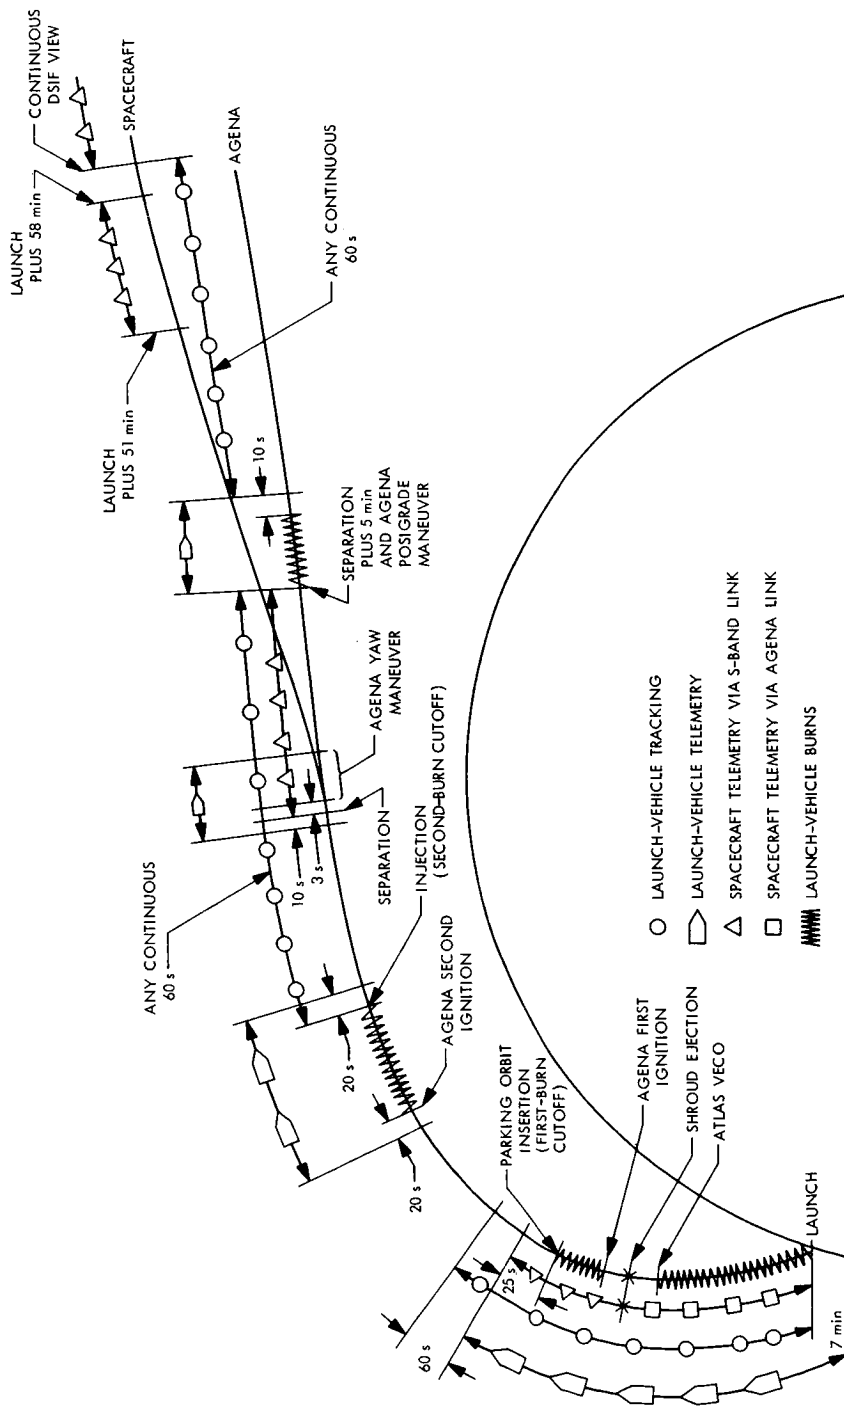 LAUNCH
PLUS 58 min
CONTINUOUS
DSIF VIEW
SPACECRAFT
AGENA
ANY CONTINUOUS
60 s
LAUNCH
PLUS 51 min
10 s
SEPARATION
PLUS 5 min
AND AGENA
POSIGRADE
MANEUVER
AGENA YAW
MANEUVER
INJECTION
(SECOND-BURN CUTOFF)
SEPARATION
3 s
10 s
ANY CONTINUOUS
60 s
20 s
AGENA SECOND
IGNITION
20 s
PARKING ORBIT
INSERTION
(FIRST-BURN
CUTOFF)
AGENA FIRST
IGNITION
SHROUD EJECTION
ATLAS VECO
LAUNCH
25 s
60 s
7 min
LAUNCH-VEHICLE TRACKING
LAUNCH-VEHICLE TELEMETRY
SPACECRAFT TELEMETRY VIA S-BAND LINK
SPACECRAFT TELEMETRY VIA AGENA LINK
LAUNCH-VEHICLE BURNS